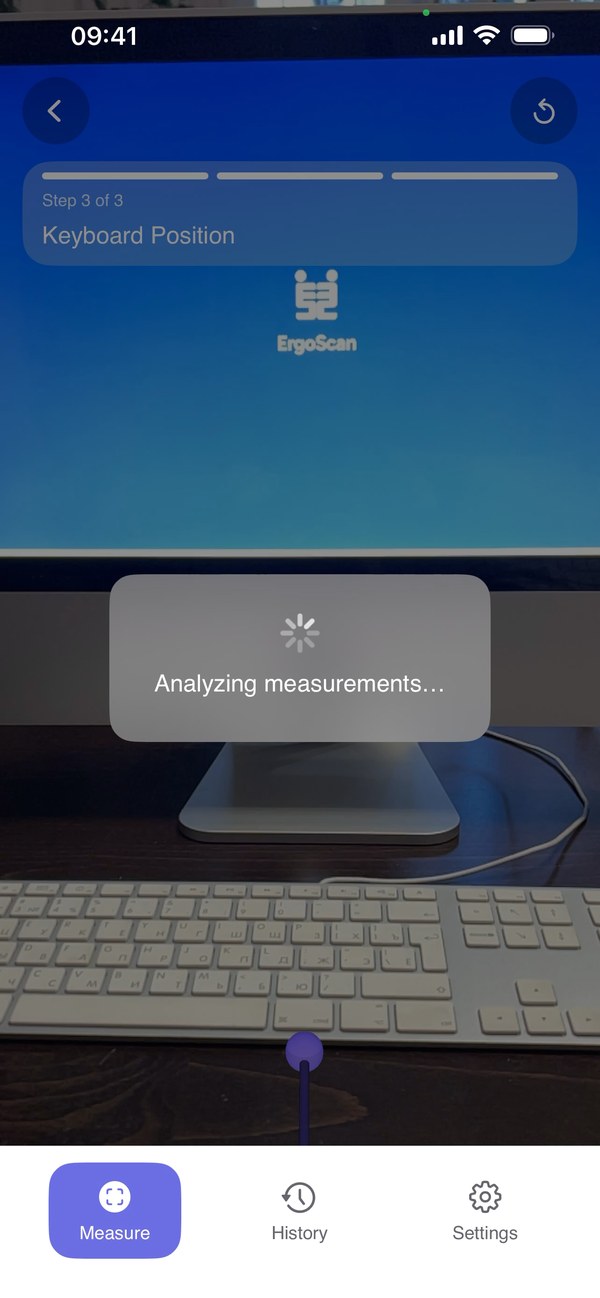 09:41
Step 3 of 3
Keyboard Position
ErgoScan
Analyzing measurements...
Measure
History
Settings